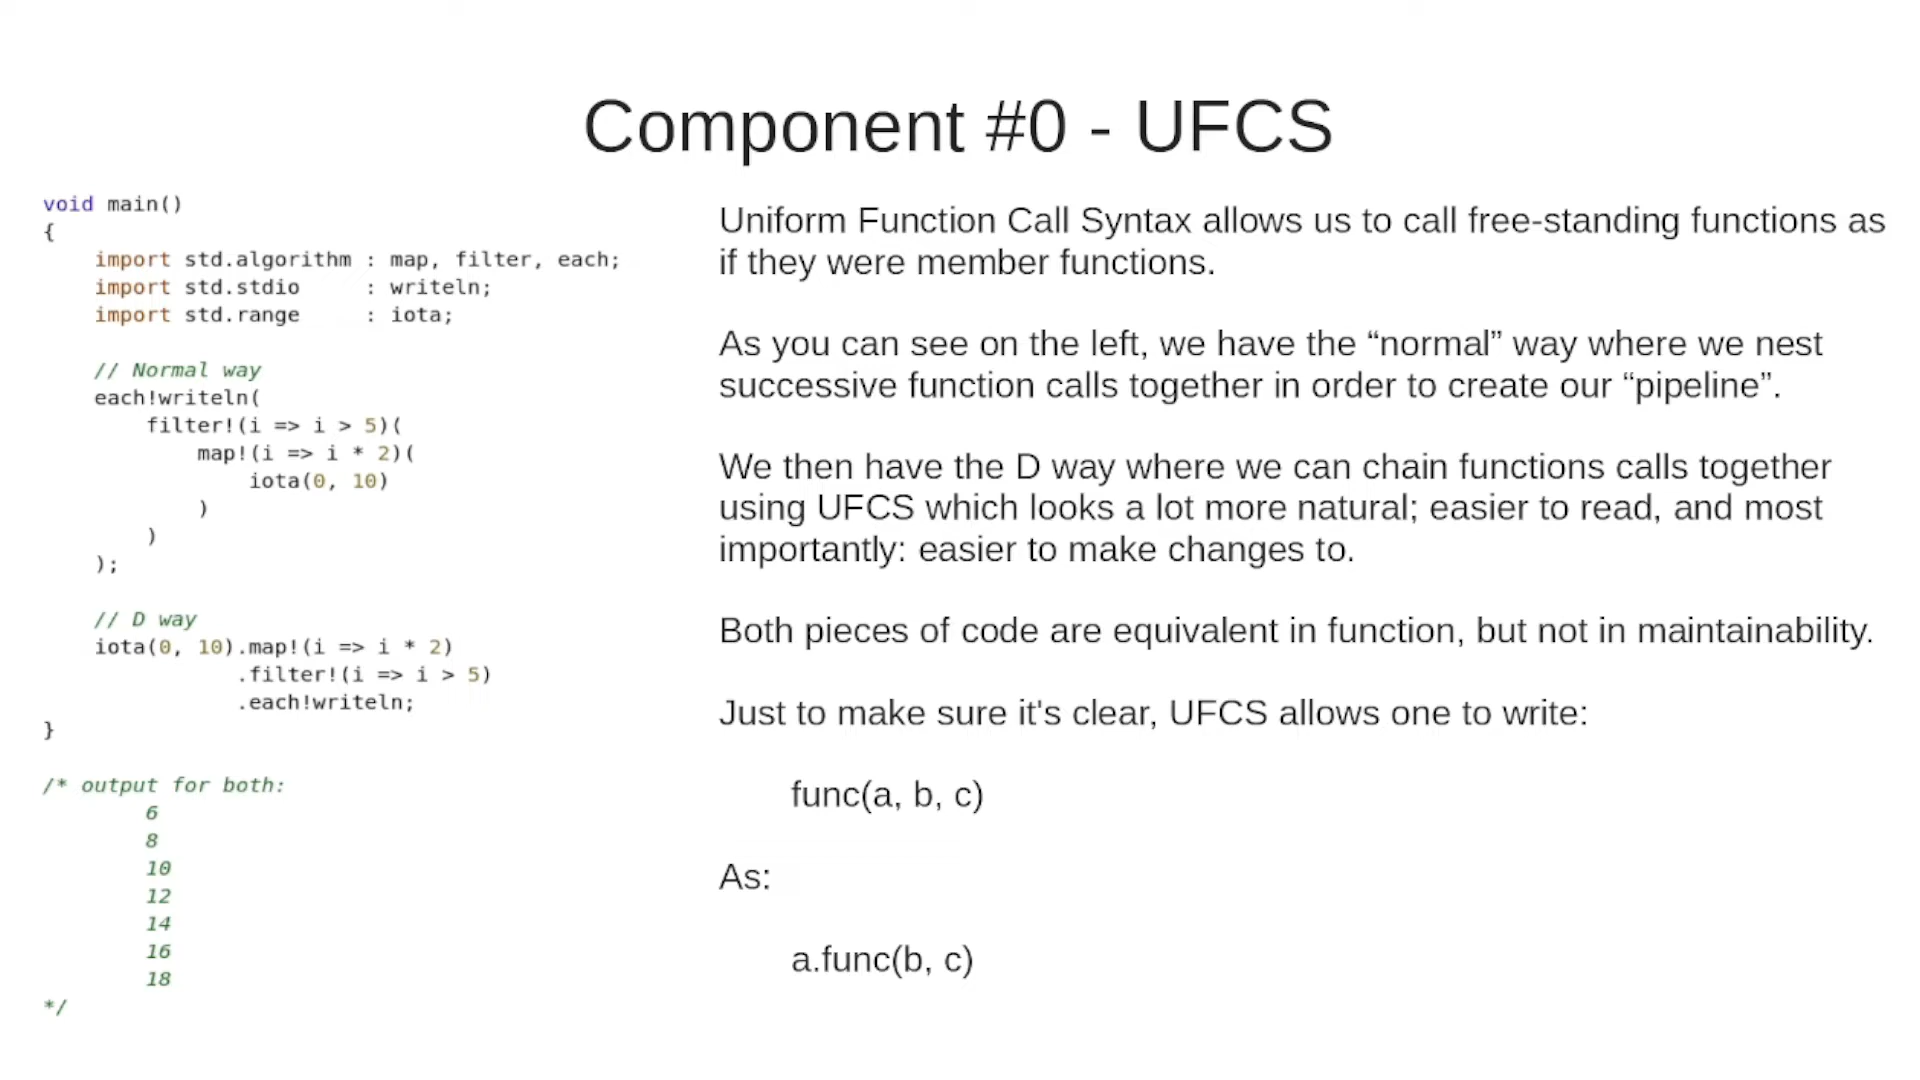 Component #0 - UFCS
void main()
{
    import std.algorithm : map, filter, each;
    import std.stdio     : writeln;
    import std.range     : iota;

    // Normal way
    each!writeln(
        filter!(i => i > 5)(
            map!(i => i * 2)(
                iota(0, 10)
            )
        )
    );

    // D way
    iota(0, 10).map!(i => i * 2)
               .filter!(i => i > 5)
               .each!writeln;
}

/* output for both:
        6
        8
        10
        12
        14
        16
        18
*/
Uniform Function Call Syntax allows us to call free-standing functions as
if they were member functions.
As you can see on the left, we have the “normal” way where we nest
successive function calls together in order to create our “pipeline”.
We then have the D way where we can chain functions calls together
using UFCS which looks a lot more natural; easier to read, and most
importantly: easier to make changes to.
Both pieces of code are equivalent in function, but not in maintainability.
Just to make sure it's clear, UFCS allows one to write:
func(a, b, c)
As:
a.func(b, c)